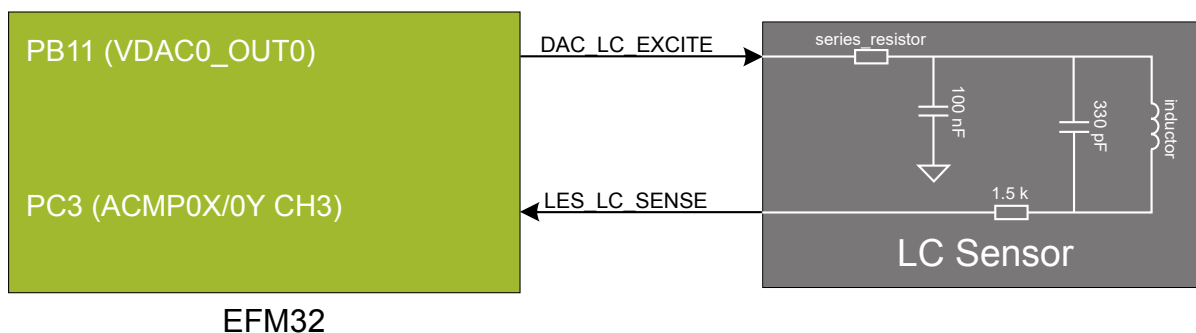 PB11 (VDAC0_OUT0)
DAC_LC_EXCITE
series_resistor
100 nF
330 pF
inductor
PC3 (ACMP0X/0Y CH3)
LES_LC_SENSE
1.5 k
LC Sensor
EFM32